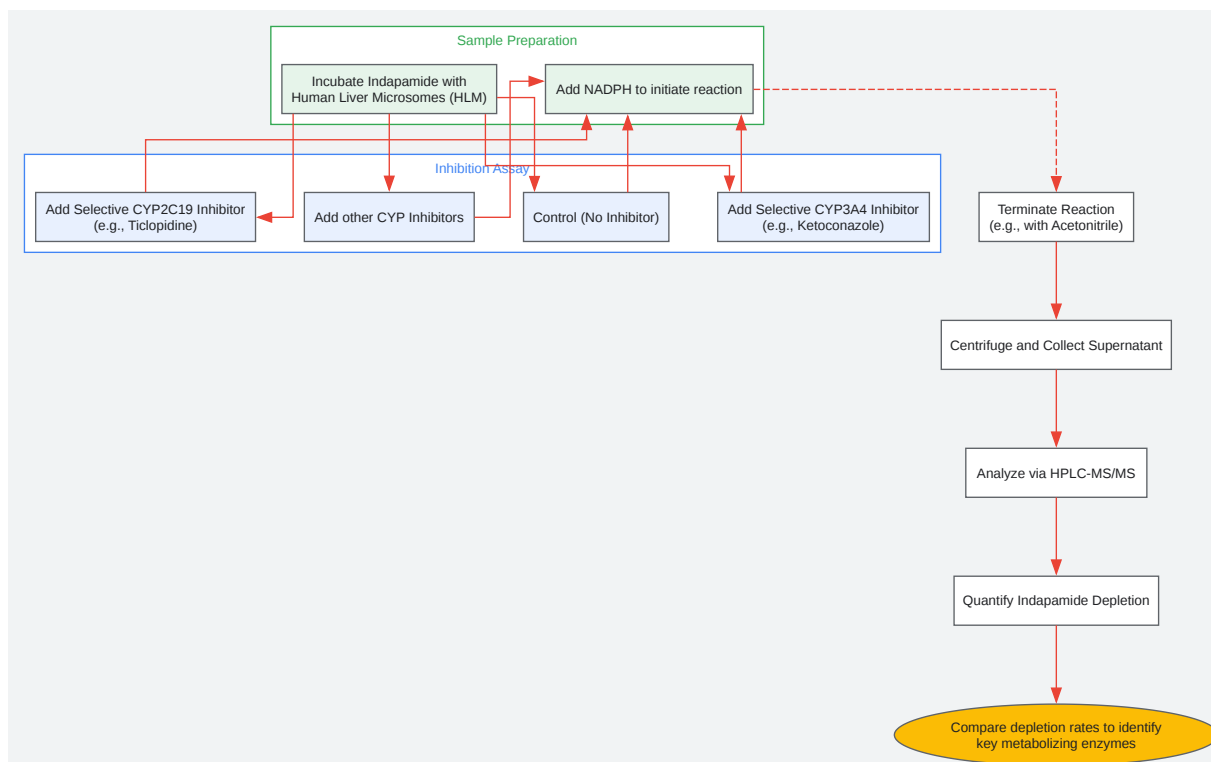 Sample Preparation
Incubate Indapamide with
Human Liver Microsomes (HLM)
Add NADPH to initiate reaction
Inhibition Assay
Add Selective CYP2C19 Inhibitor
(e.g., Ticlopidine)
Add other CYP Inhibitors
Control (No Inhibitor)
Add Selective CYP3A4 Inhibitor
(e.g., Ketoconazole)
Terminate Reaction
(e.g., with Acetonitrile)
Centrifuge and Collect Supernatant
Analyze via HPLC-MS/MS
Quantify Indapamide Depletion
Compare depletion rates to identify
key metabolizing enzymes